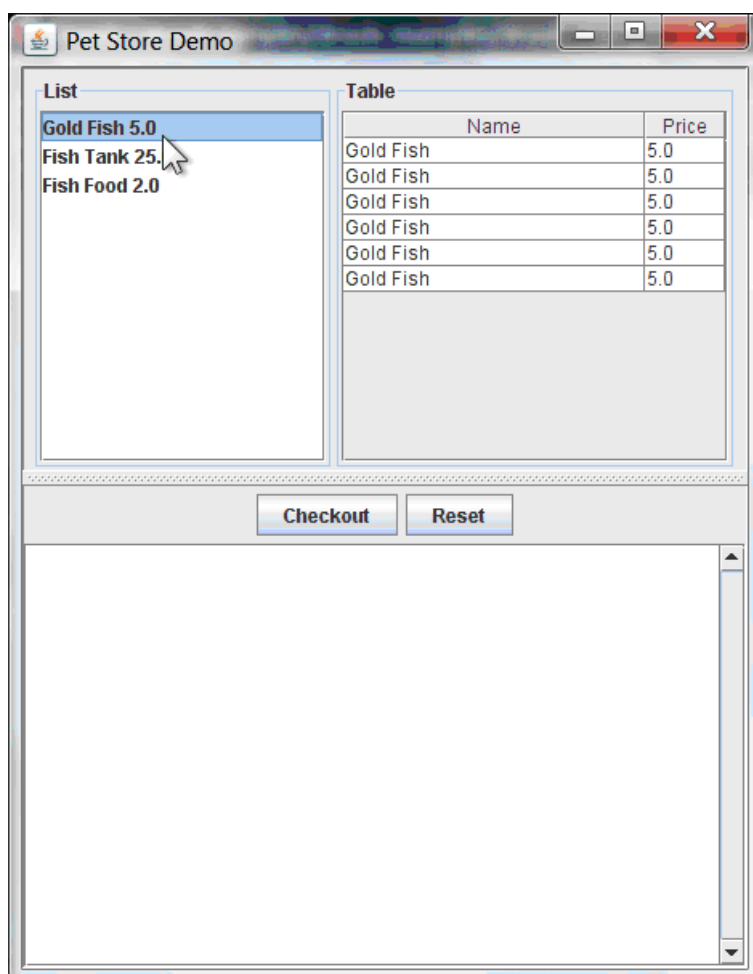 Pet Store Demo
List
Gold Fish 5.0
Fish Tank 25.
Fish Food 2.0
Table
Name Price
Gold Fish 5.0
Gold Fish 5.0
Gold Fish 5.0
Gold Fish 5.0
Gold Fish 5.0
Gold Fish 5.0
Checkout Reset